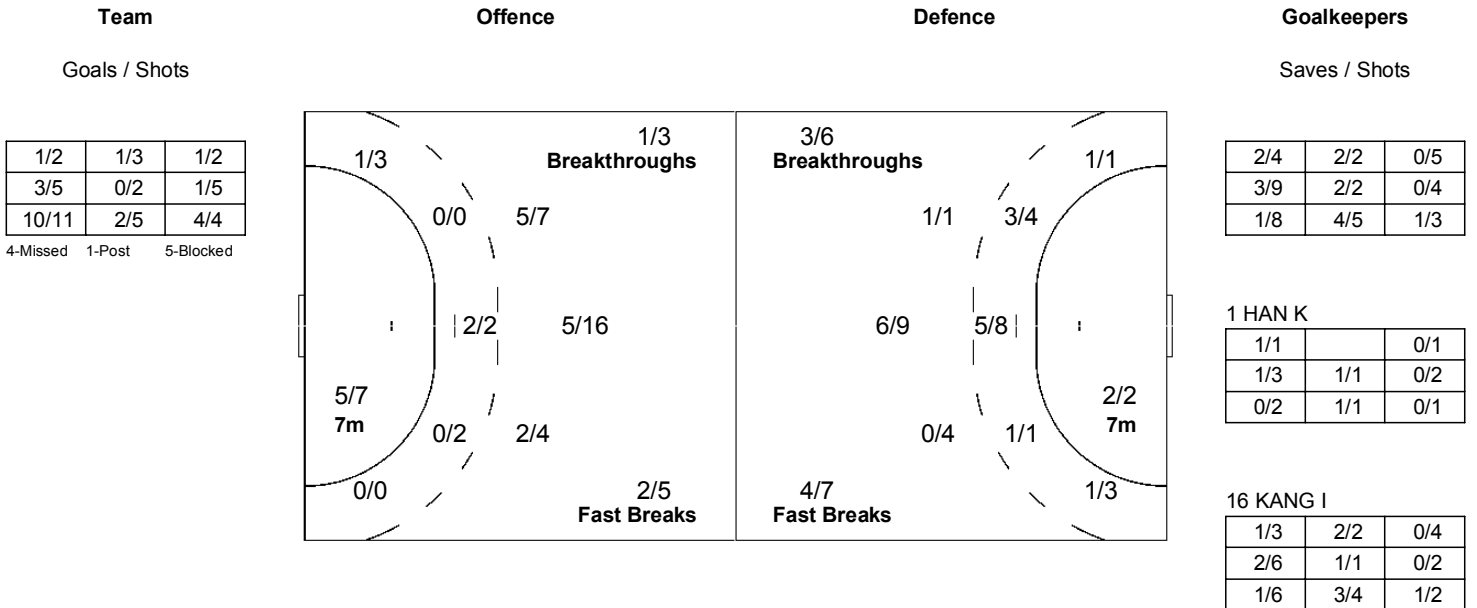 Team Offence Defence Goalkeepers
Goals / Shots Saves / Shots
1/2 1/3 1/2
3/5 0/2 1/5
10/11 2/5 4/4
4-Missed 1-Post 5-Blocked
1/3
Breakthroughs
1/3
0/0 5/7
2/2 5/16
5/7
7m
0/2 2/4
0/0
2/5
Fast Breaks
3/6
Breakthroughs
1/1
1/1 3/4
6/9 5/8
2/2
7m
0/4 1/1
1/3
4/7
Fast Breaks
2/4 2/2 0/5
3/9 2/2 0/4
1/8 4/5 1/3
1 HAN K
1/1 0/1
1/3 1/1 0/2
0/2 1/1 0/1
16 KANG I
1/3 2/2 0/4
2/6 1/1 0/2
1/6 3/4 1/2